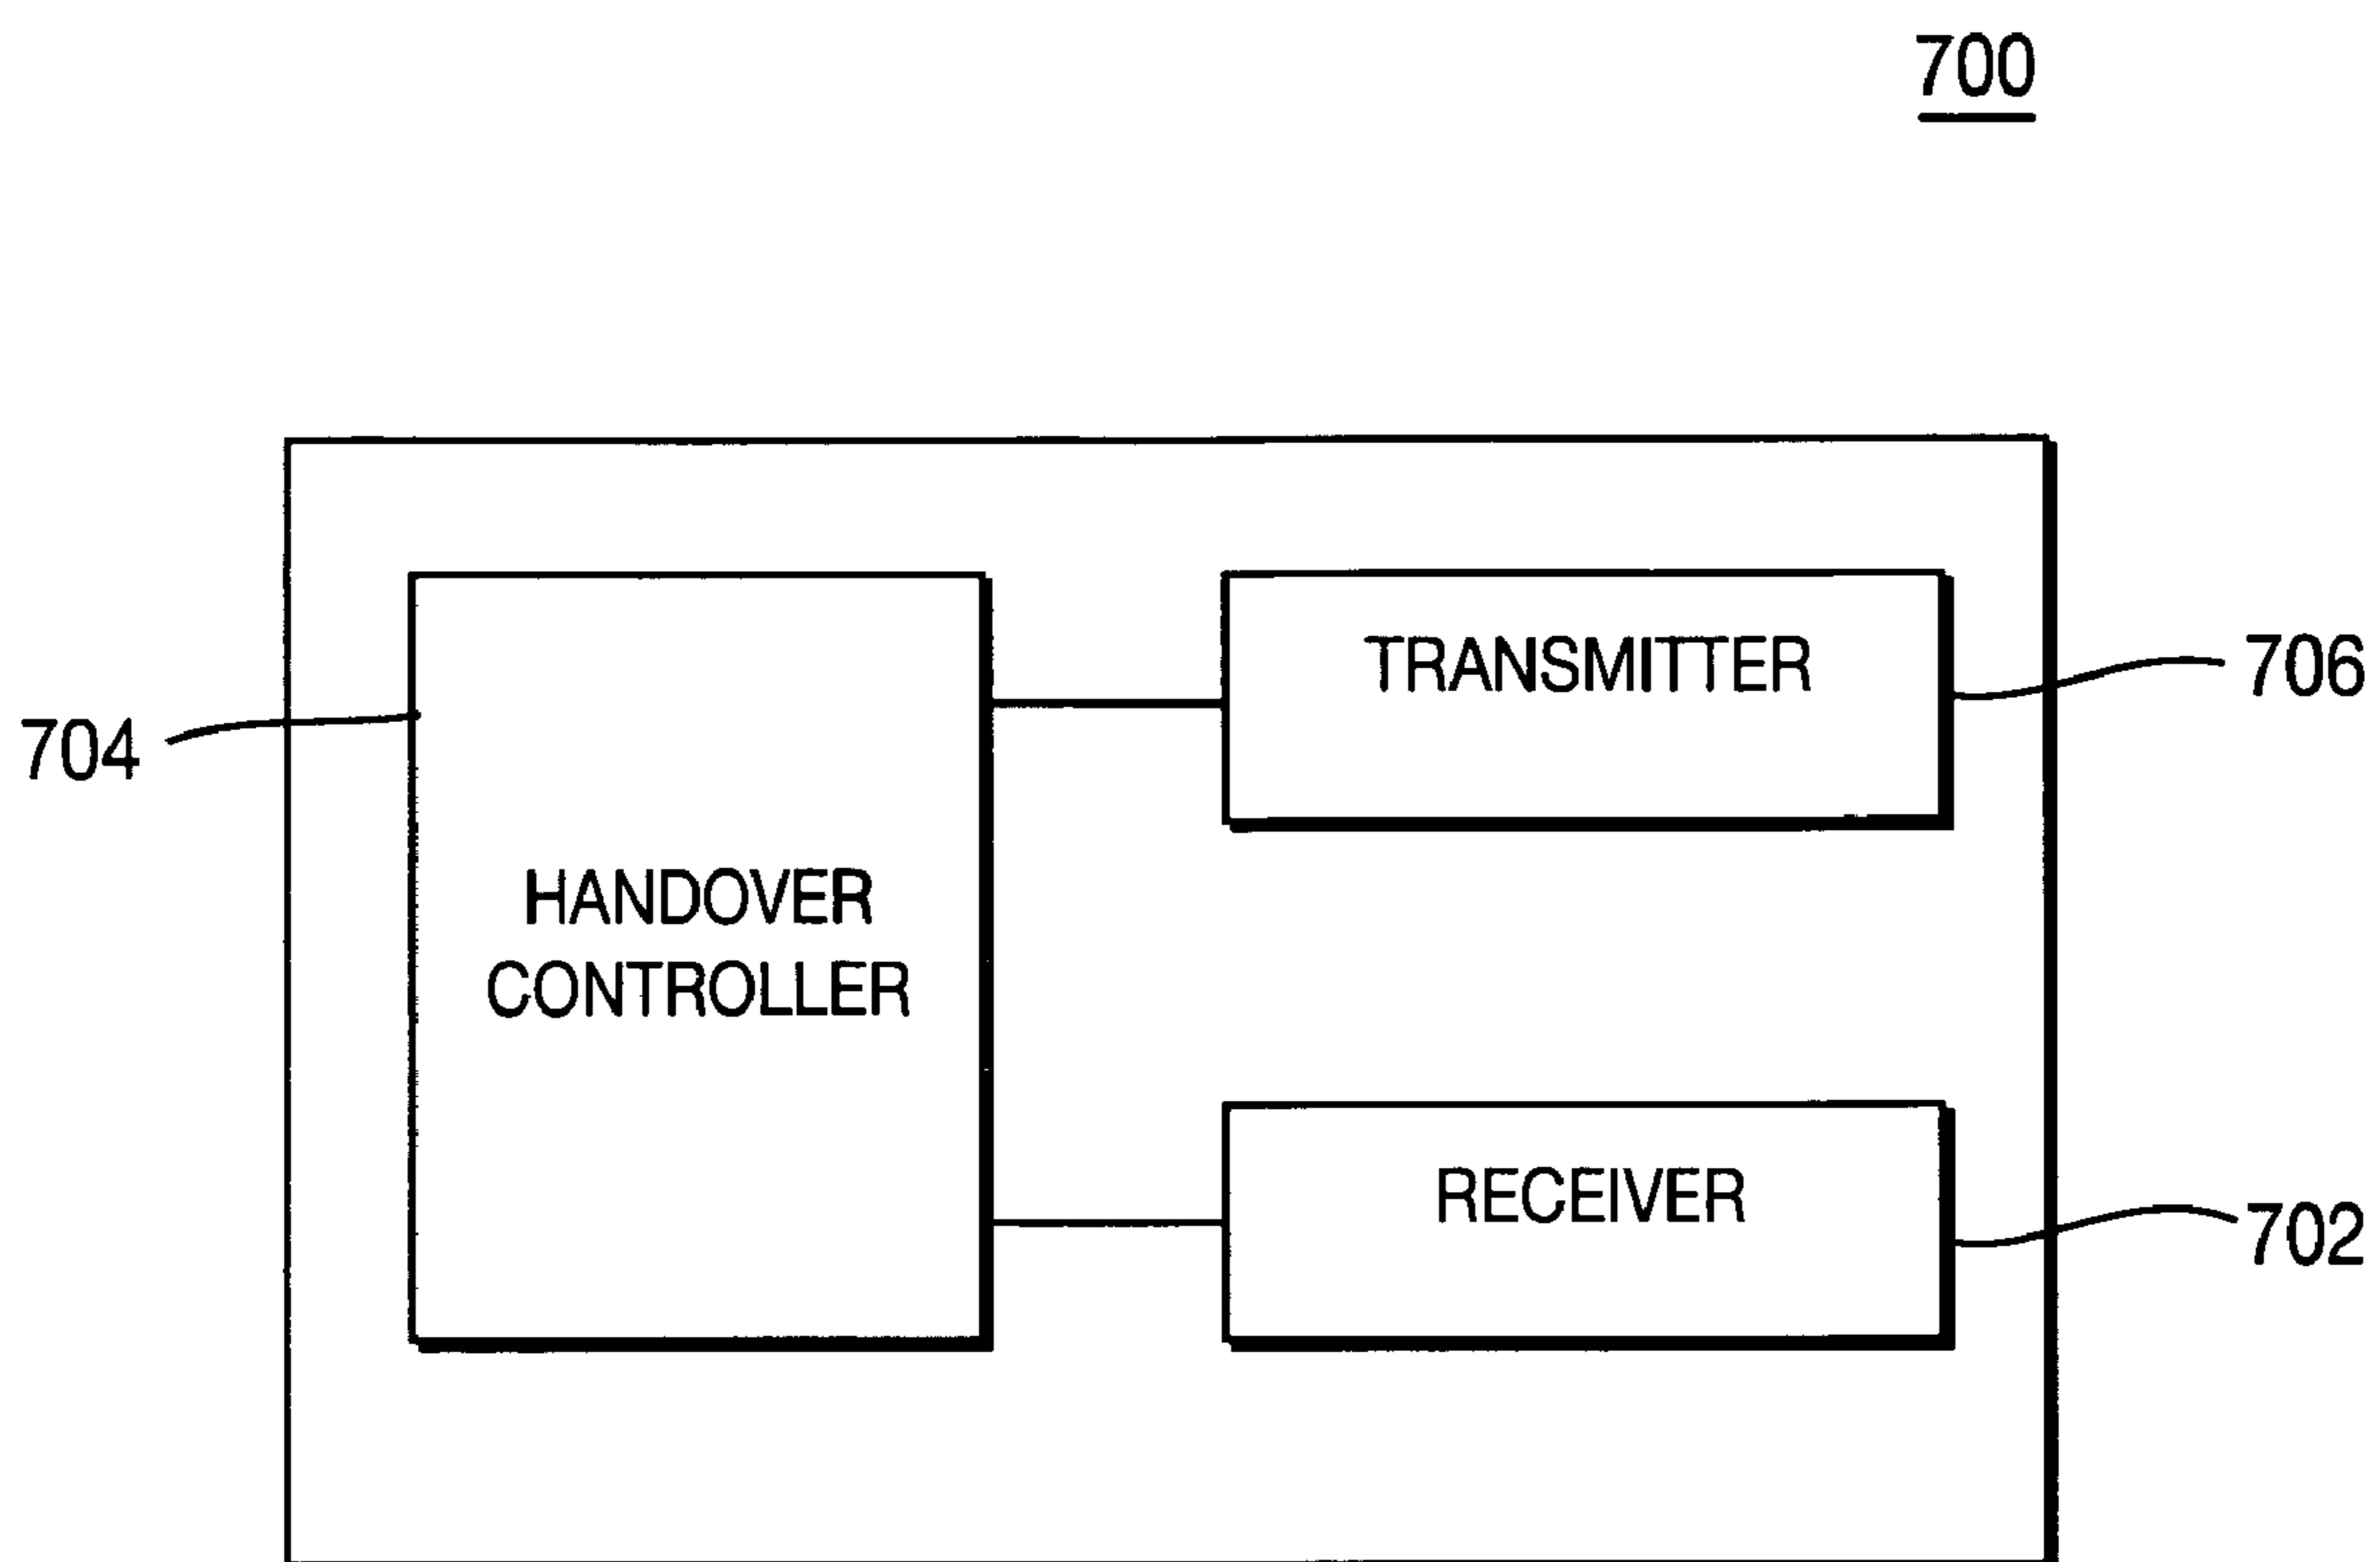 700
TRANSMITTER
706
704
HANDOVER
CONTROLLER
RECEIVER
702